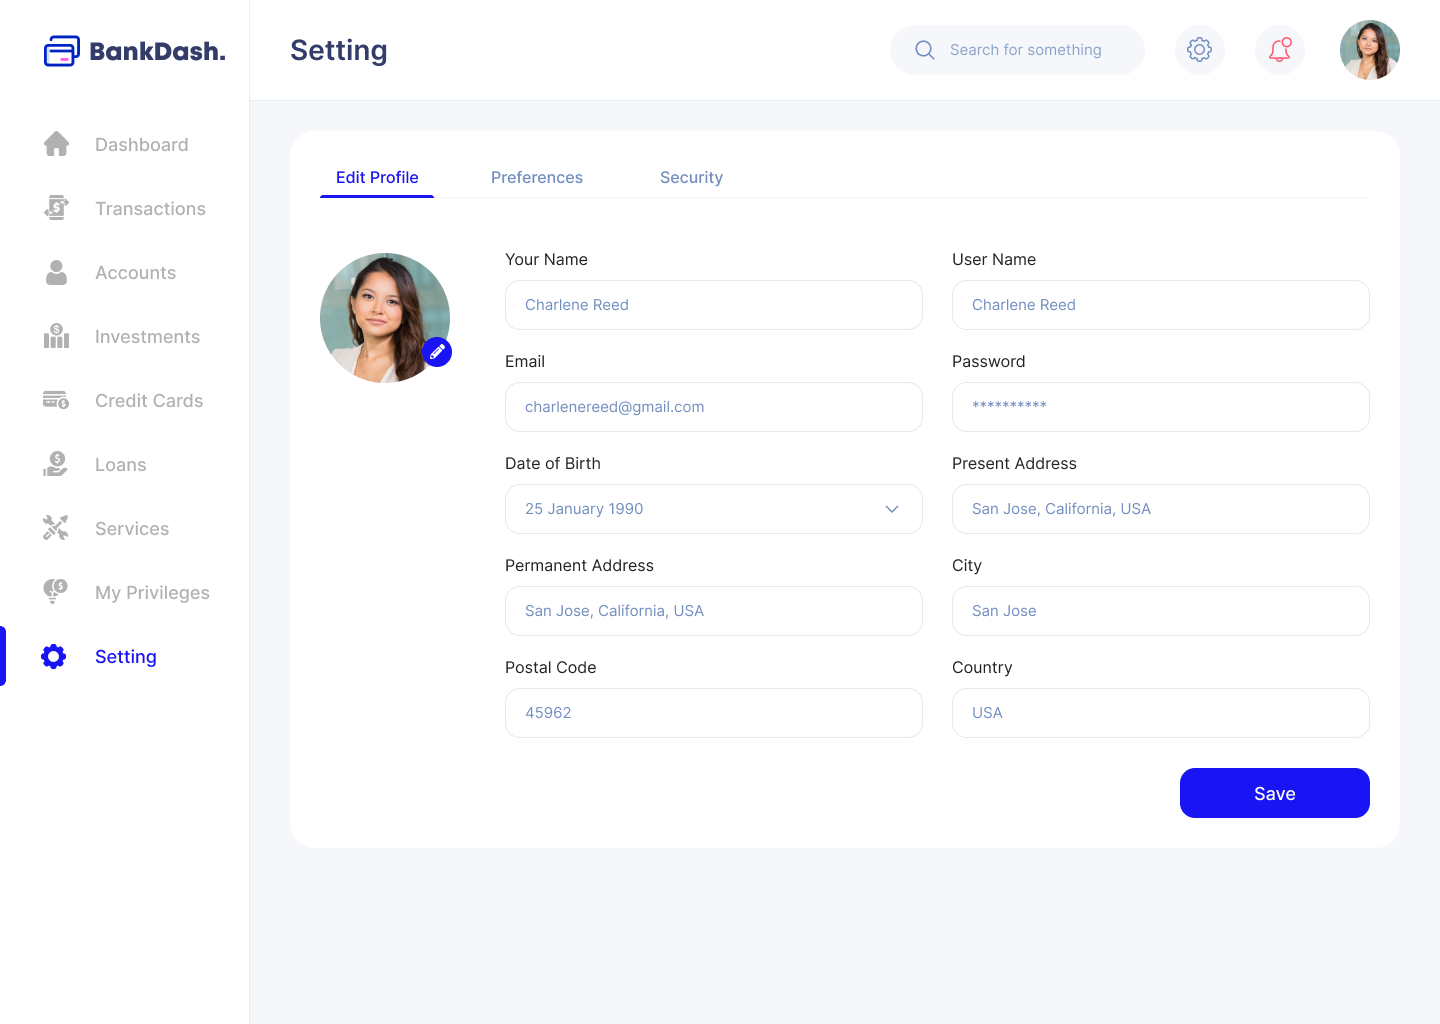 BankDash.
Setting
Search for something
Dashboard
Transactions
Accounts
Investments
Credit Cards
Loans
Services
My Privileges
Setting
Edit Profile
Preferences
Security
Your Name
Charlene Reed
User Name
Charlene Reed
Email
charlenereed@gmail.com
Password
**********
Date of Birth
25 January 1990
Present Address
San Jose, California, USA
Permanent Address
San Jose, California, USA
City
San Jose
Postal Code
45962
Country
USA
Save